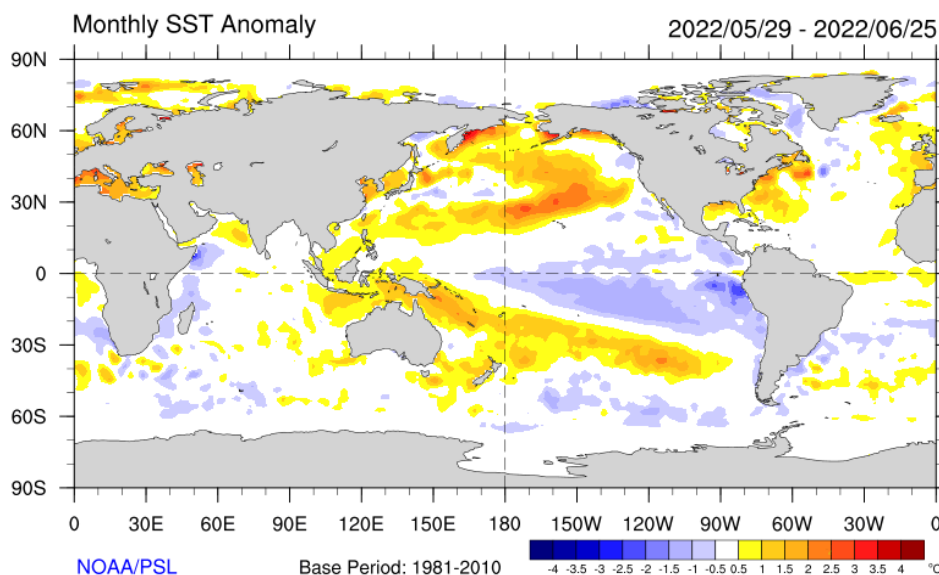 Monthly SST Anomaly 2022/05/29 - 2022/06/25
90N
60N
30N
0
30S
60S
90S
0 30E 60E 90E 120E 150E 180 150W 120W 90W 60W 30W 0
NOAA/PSL Base Period: 1981-2010
-4 -3.5 -3 -2.5 -2 -1.5 -1 -0.5 0.5 1 1.5 2 2.5 3 3.5 4 °C